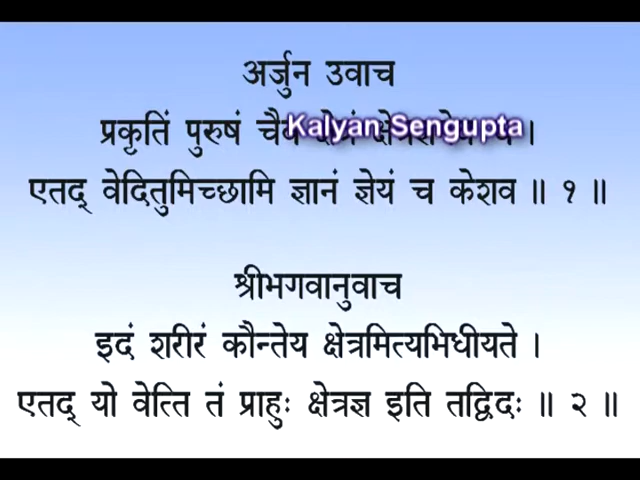 अर्जुन उवाच
प्रकृतिं पुरुषं चैव
Kalyan Sengupta
एतद् वेदितुमिच्छामि ज्ञानं ज्ञेयं च केशव ॥ १ ॥
श्रीभगवानुवाच
इदं शरीरं कौन्तेय क्षेत्रमित्यभिधीयते ।
एतद् यो वेत्ति तं प्राहुः क्षेत्रज्ञ इति तद्विदः ॥ २ ॥